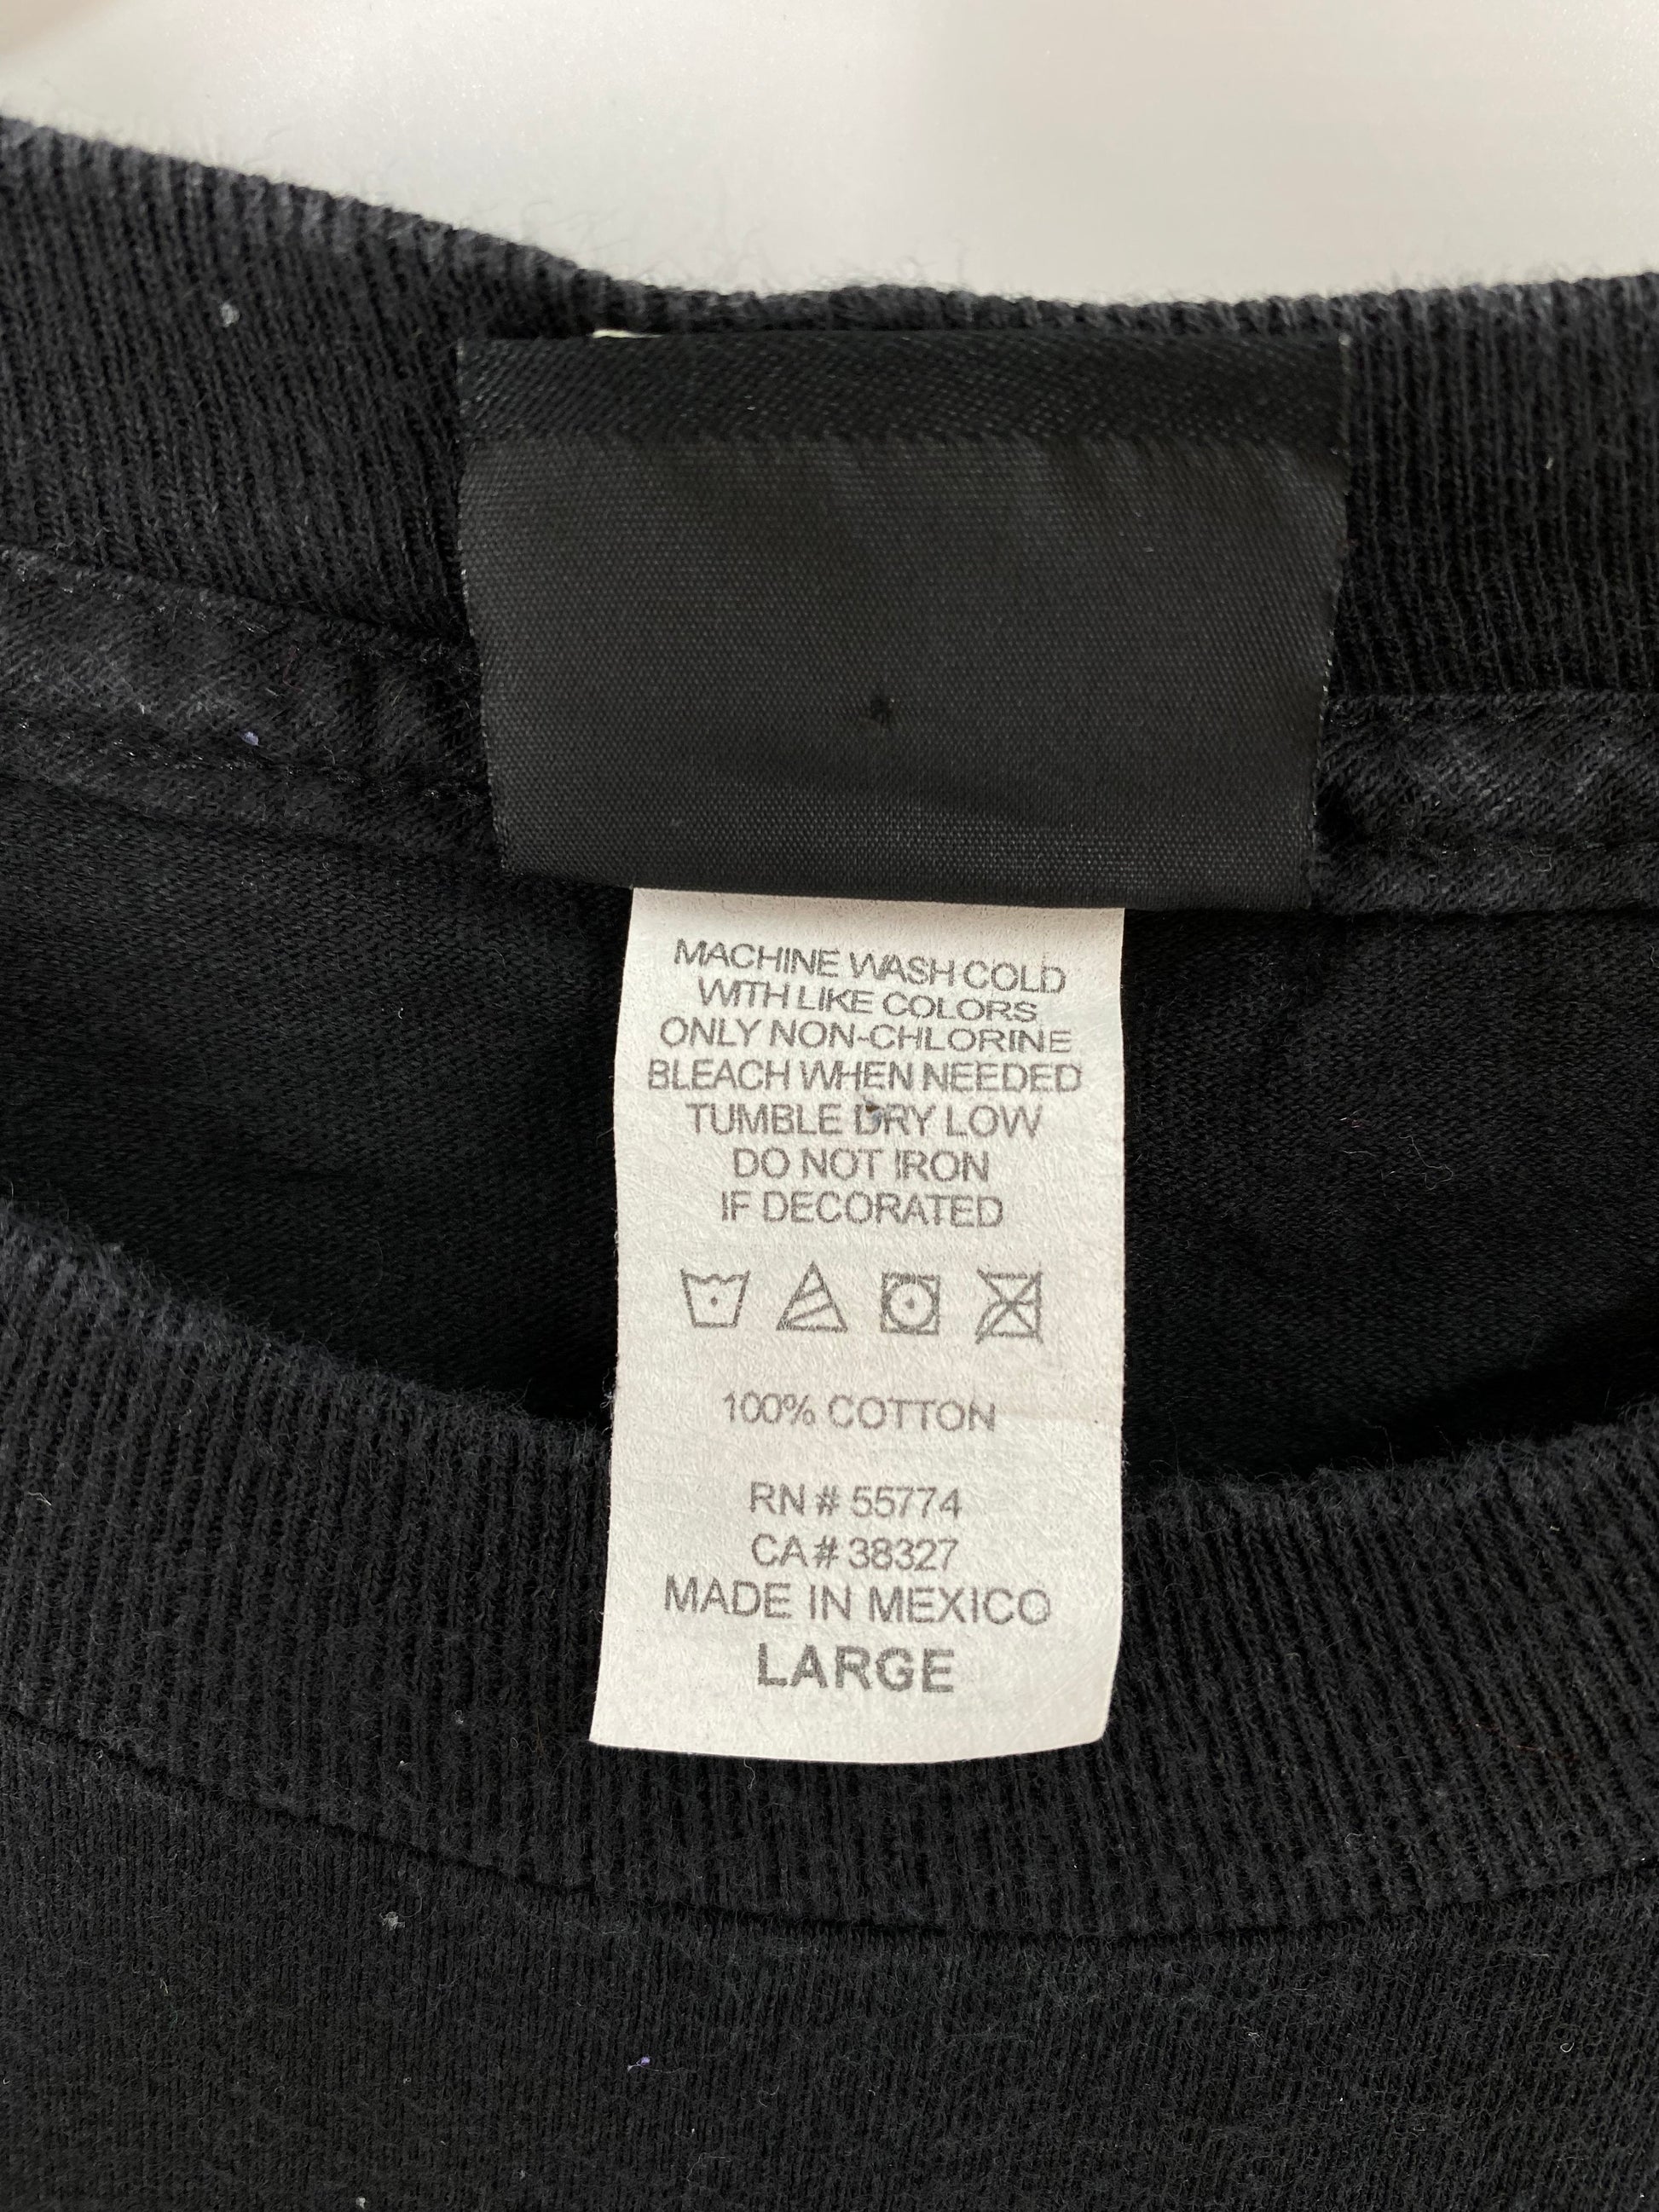 MACHINE WASH COLD
WITH LIKE COLORS
ONLY NON-CHLORINE
BLEACH WHEN NEEDED
TUMBLE DRY LOW
DO NOT IRON
IF DECORATED
100% COTTON
RN # 55774
CA # 38327
MADE IN MEXICO
LARGE